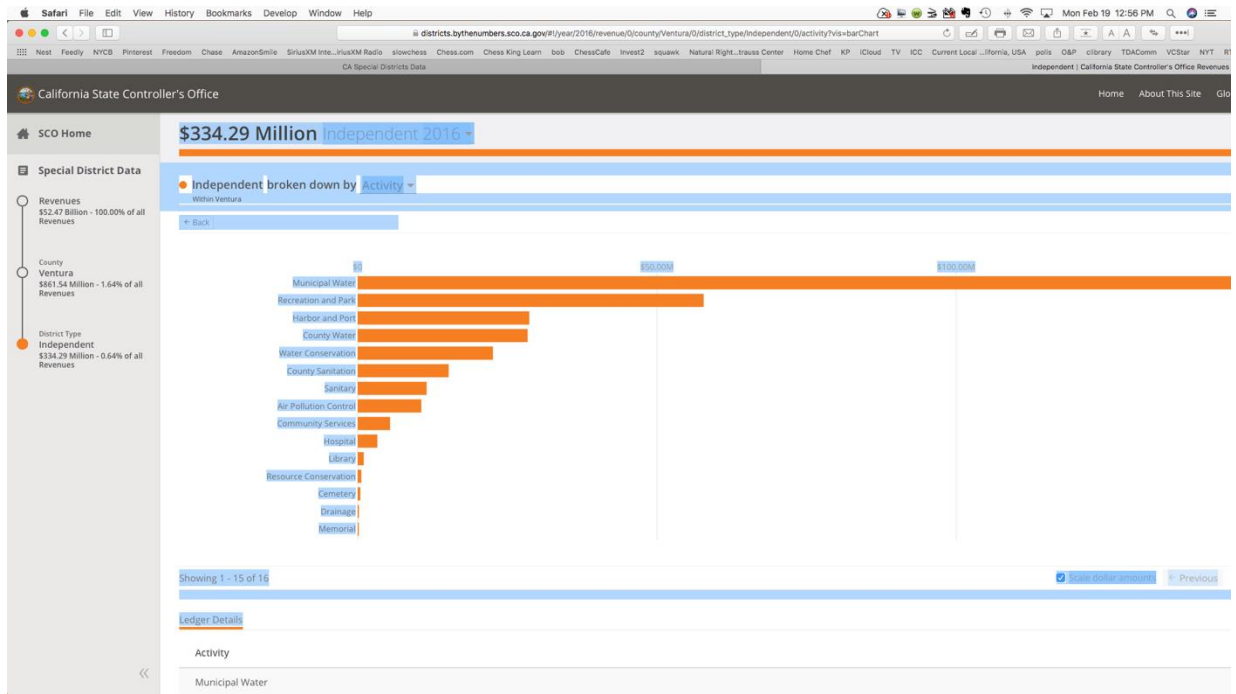 Safari File Edit View History Bookmarks Develop Window Help Mon Feb 19 12:56 PM
districts.bythenumbers.sco.ca.gov/#!/year/2016/revenue/0/county/Ventura/0/district_type/Independent/0/activity?vis=barChart
Nest Feedly NYCB Pinterest Freedom Chase AmazonSmile SiriusXM Inte...iriusXM Radio slowchess Chess.com Chess King Learn bob ChessCafe Invest2 squawk Natural Right...trauss Center Home Chef KP iCloud TV ICC Current Local ...lifornia, USA polls O&P clibrary TDAComm VCStar NYT
CA Special Districts Data Independent | California State Controller's Office Revenues
California State Controller's Office Home About This Site Glo
SCO Home
$334.29 Million Independent 2016
Special District Data
Independent broken down by Activity
Within Ventura
Revenues
$52.47 Billion - 100.00% of all
Revenues
← Back
County
Ventura
$861.54 Million - 1.64% of all
Revenues
District Type
Independent
$334.29 Million - 0.64% of all
Revenues
$0 $50.00M $100.00M
Municipal Water
Recreation and Park
Harbor and Port
County Water
Water Conservation
County Sanitation
Sanitary
Air Pollution Control
Community Services
Hospital
Library
Resource Conservation
Cemetery
Drainage
Memorial
Showing 1 - 15 of 16 Scale dollar amounts ← Previous
Ledger Details
Activity
Municipal Water